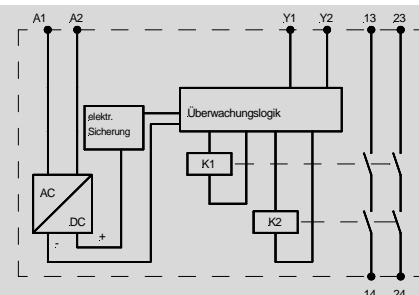 A1 A2 Y1 Y2 13 23
elektr.
Sicherung
Überwachungslogik
K1
AC
DC
K2
- +
14 24